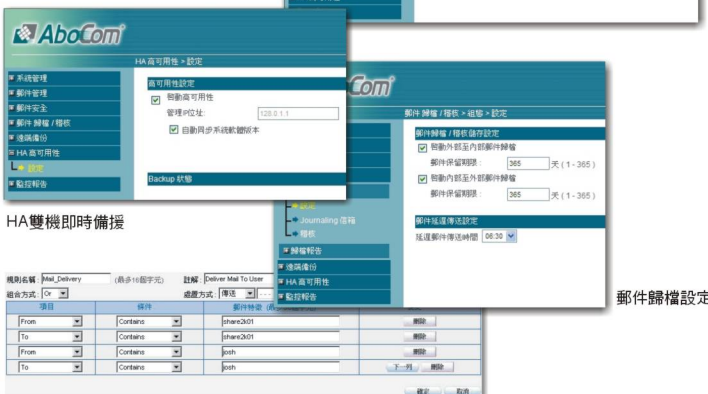 AboCom
HA 高可用性 > 設定
系統管理
郵件管理
郵件安全
郵件 歸檔 / 稽核
遠端備份
HA 高可用性
設定
監控報告
高可用性設定
啓動高可用性
管理IP位址: 128.0.1.1
自動同步系統軟體版本
Backup 狀態
HA雙機即時備援
Com
郵件 歸檔 / 稽核 > 組態 > 設定
設定
Journaling 信箱
稽核
歸檔報告
遠端備份
HA 高可用性
監控報告
郵件歸檔 / 稽核儲存設定
啓動外部至內部郵件歸檔
郵件保留期限 : 365 天 ( 1 - 365 )
啓動內部至外部郵件歸檔
郵件保留期限 : 365 天 ( 1 - 365 )
郵件延遲傳送設定
延遲郵件傳送時間 06:30
郵件歸檔設定
規則名稱 : Mail_Delivery (最多16個字元) 註解 : Deliver Mail To User
組合方式 : Or 處置方式 : 傳送 ---
項目 條件 郵件特徵
From Contains share2k01 刪除
To Contains share2k01 刪除
From Contains josh 刪除
To Contains josh 下一列 刪除
確定 取消